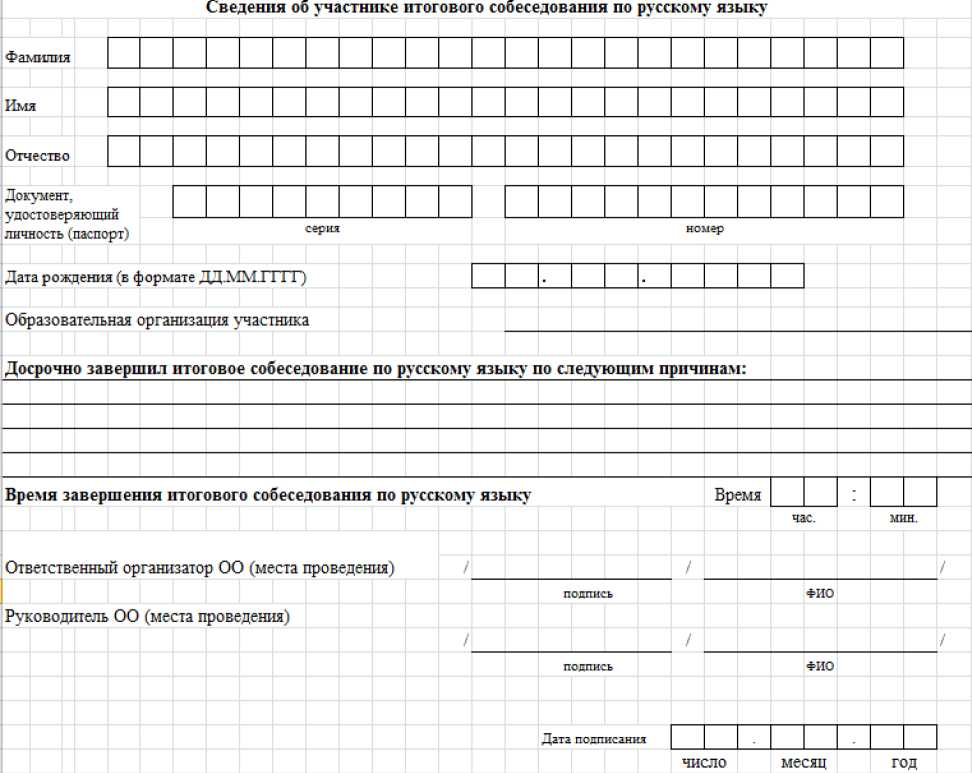 Сведения об участнике итогового собеседования по русскому языку
Фамилия
Имя
Отчество
Документ,
удостоверяющий
личность (паспорт)
серия номер
Дата рождения (в формате ДД.ММ.ГГГГ) . .
Образовательная организация участника
Досрочно завершил итоговое собеседование по русскому языку по следующим причинам:
Время завершения итогового собеседования по русскому языку Время :
час. мин.
Ответственный организатор ОО (места проведения) / / /
подпись ФИО
Руководитель ОО (места проведения)
/ / /
подпись ФИО
Дата подписания . .
число месяц год